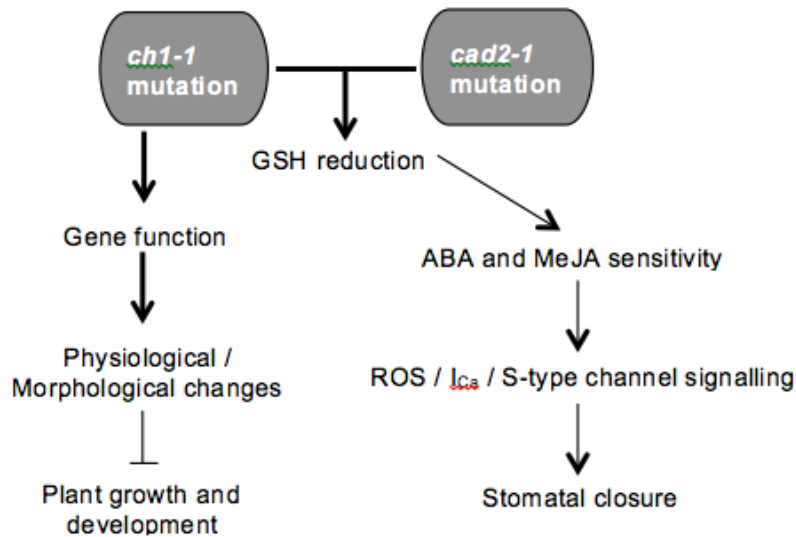 ch1-1
mutation
cad2-1
mutation
GSH reduction
Gene function
ABA and MeJA sensitivity
Physiological /
Morphological changes
ROS / ICa / S-type channel signalling
Plant growth and
development
Stomatal closure